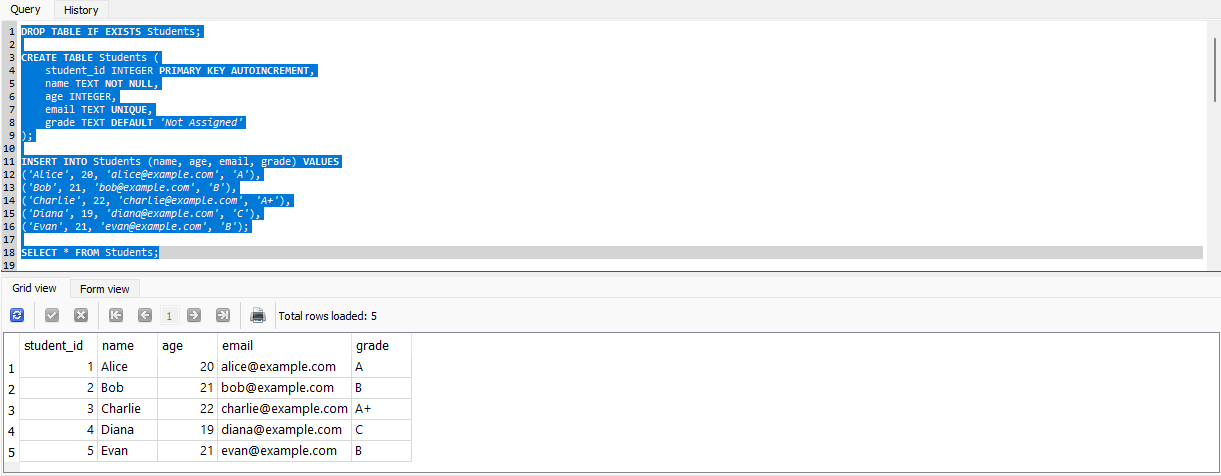 Query History
1 DROP TABLE IF EXISTS Students;
2
3 CREATE TABLE Students (
4     student_id INTEGER PRIMARY KEY AUTOINCREMENT,
5     name TEXT NOT NULL,
6     age INTEGER,
7     email TEXT UNIQUE,
8     grade TEXT DEFAULT 'Not Assigned'
9 );
10
11 INSERT INTO Students (name, age, email, grade) VALUES
12 ('Alice', 20, 'alice@example.com', 'A'),
13 ('Bob', 21, 'bob@example.com', 'B'),
14 ('Charlie', 22, 'charlie@example.com', 'A+'),
15 ('Diana', 19, 'diana@example.com', 'C'),
16 ('Evan', 21, 'evan@example.com', 'B');
17
18 SELECT * FROM Students;
19
Grid view Form view
1 Total rows loaded: 5
student_id name age email grade
1 1 Alice 20 alice@example.com A
2 2 Bob 21 bob@example.com B
3 3 Charlie 22 charlie@example.com A+
4 4 Diana 19 diana@example.com C
5 5 Evan 21 evan@example.com B